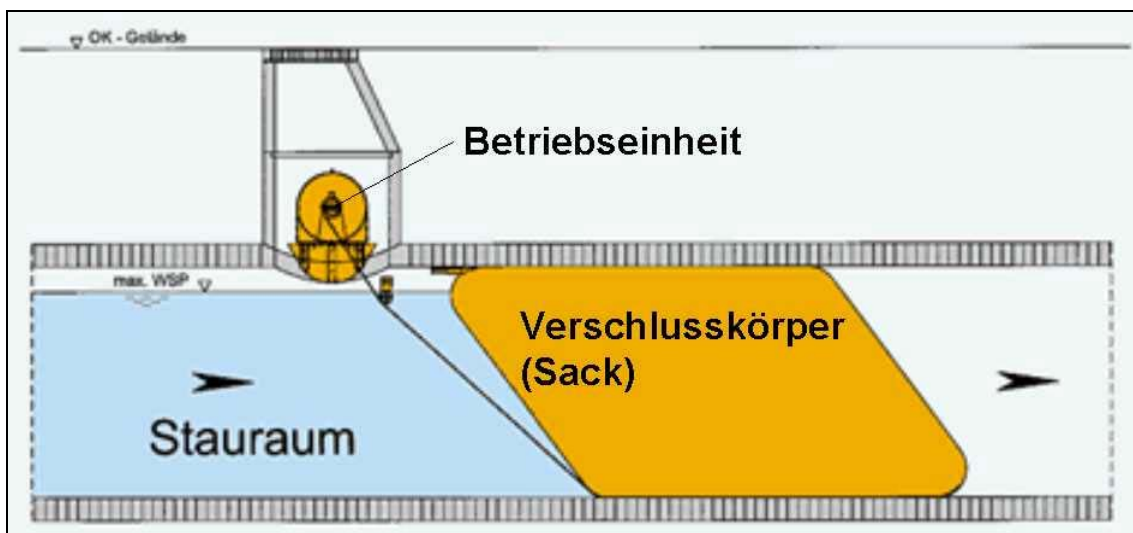 OK - Gelände
Betriebseinheit
max. WSP
Verschlusskörper
(Sack)
Stauraum